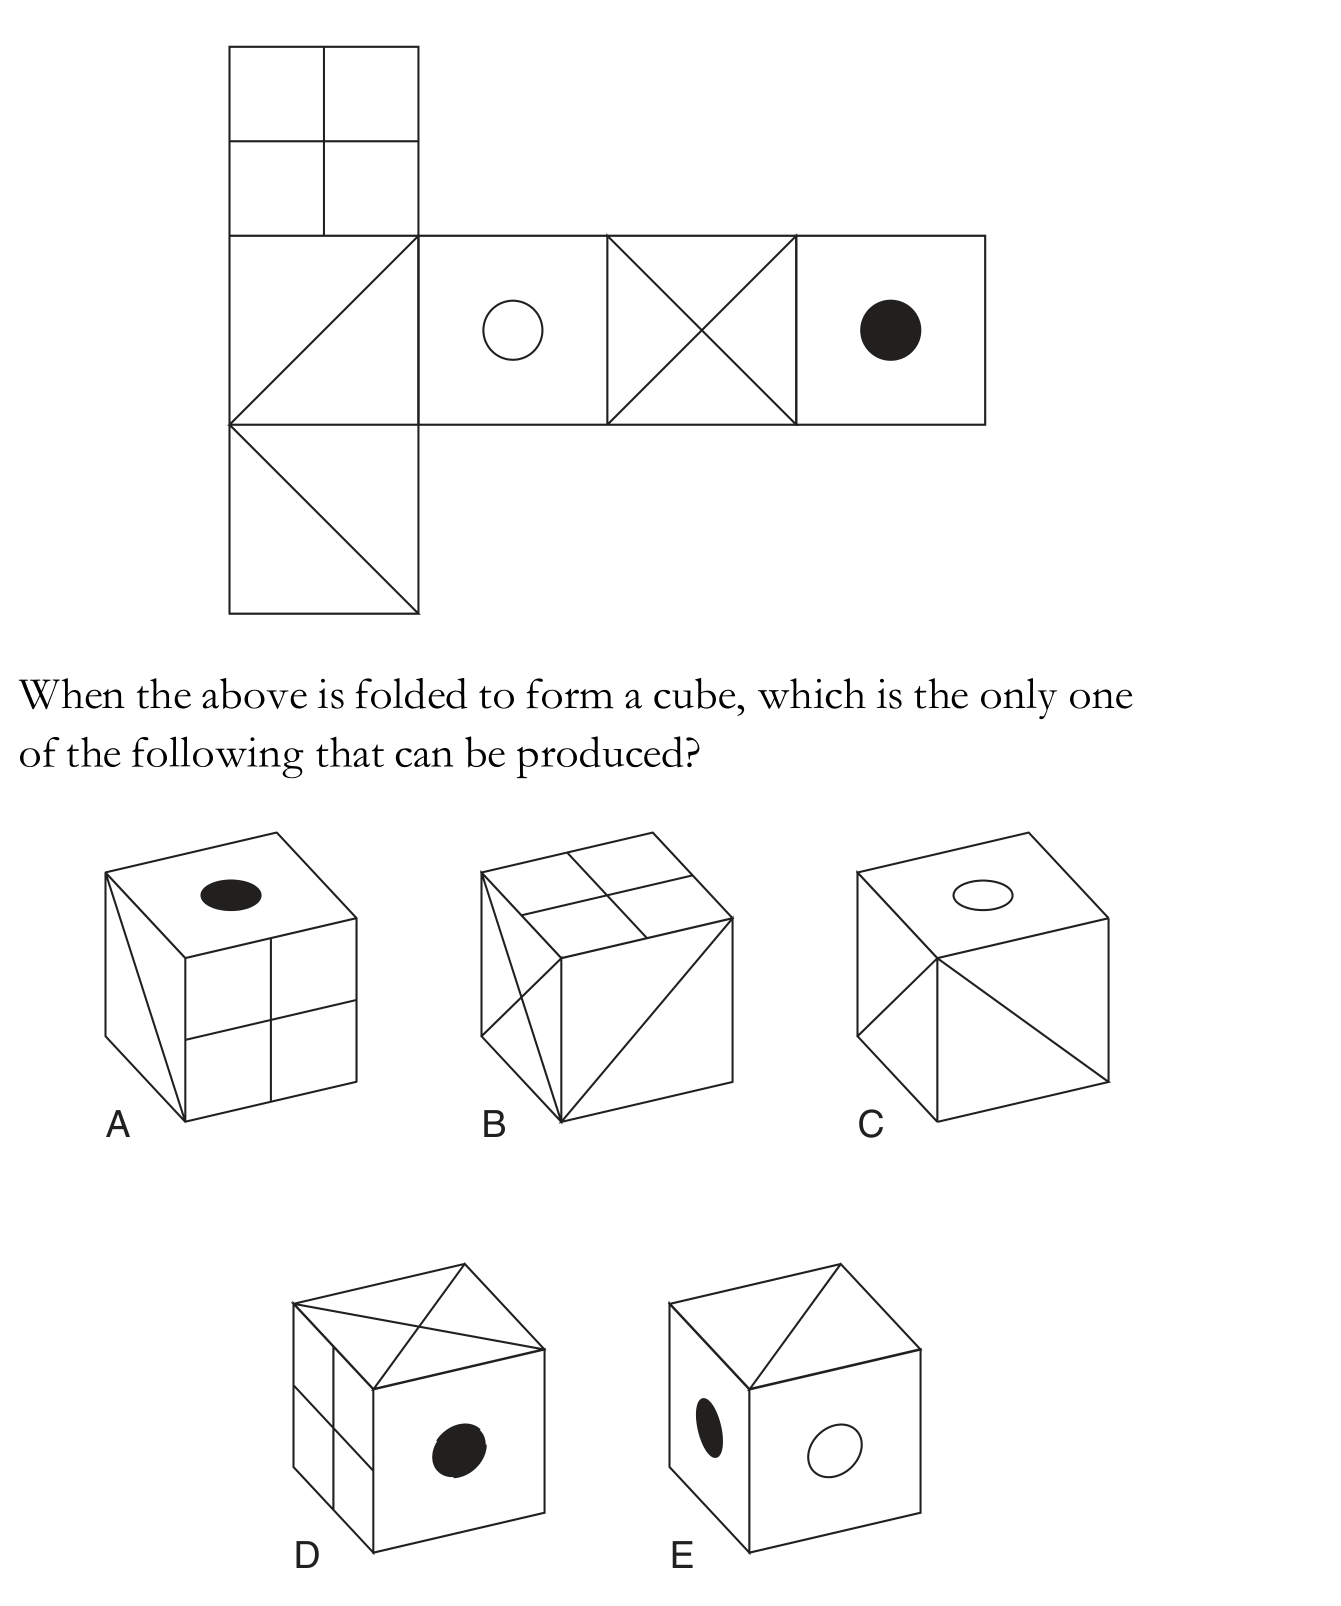 When the above is folded to form a cube, which is the only one
of the following that can be produced?
A
B
C
D
E